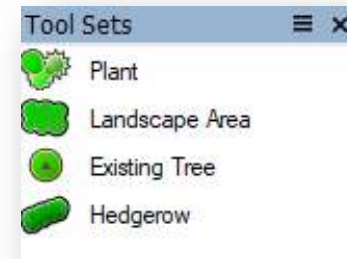 Tool Sets
Plant
Landscape Area
Existing Tree
Hedgerow